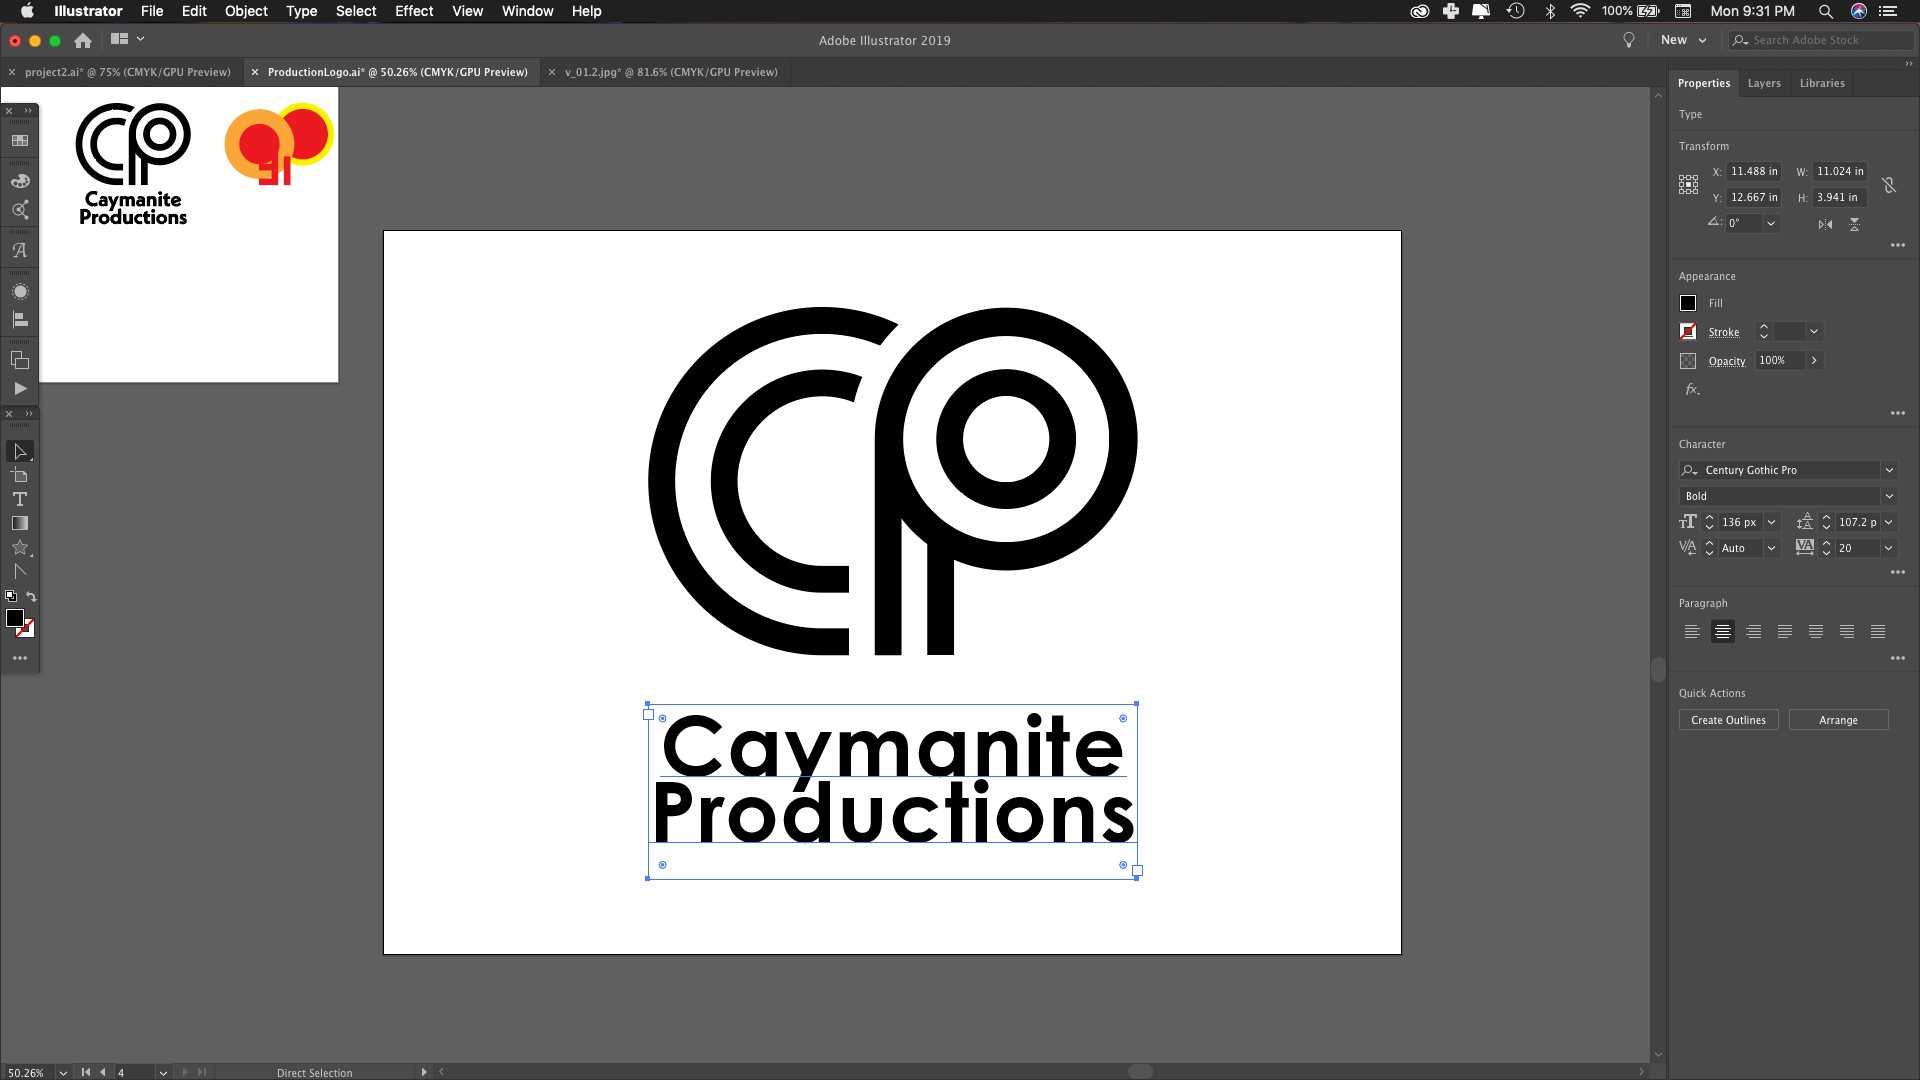 Illustrator File Edit Object Type Select Effect View Window Help 100% Mon 9:31 PM
Adobe Illustrator 2019 New Search Adobe Stock
project2.ai* @ 75% (CMYK/GPU Preview) ProductionLogo.ai* @ 50.26% (CMYK/GPU Preview) v_01.2.jpg* @ 81.6% (CMYK/GPU Preview)
Properties Layers Libraries
Type
Transform
X: 11.488 in W: 11.024 in
Y: 12.667 in H: 3.941 in
0°
Appearance
Fill
Stroke
Opacity 100%
fx.
Character
Century Gothic Pro
Bold
136 px 107.2 p
Auto 20
Paragraph
Quick Actions
Create Outlines Arrange
CP
Caymanite
Productions
CP
Caymanite
Productions
50.26% 4 Direct Selection